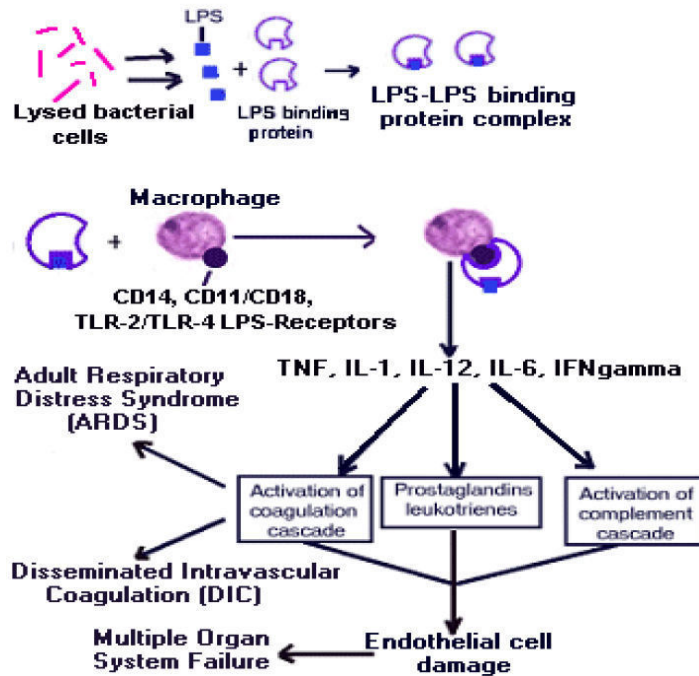 LPS
Lysed bacterial
cells
LPS binding
protein
LPS-LPS binding
protein complex
Macrophage
CD14, CD11/CD18,
TLR-2/TLR-4 LPS-Receptors
TNF, IL-1, IL-12, IL-6, IFNgamma
Adult Respiratory
Distress Syndrome
(ARDS)
Activation of
coagulation
cascade
Prostaglandins
leukotrienes
Activation of
complement
cascade
Disseminated Intravascular
Coagulation (DIC)
Multiple Organ
System Failure
Endothelial cell
damage